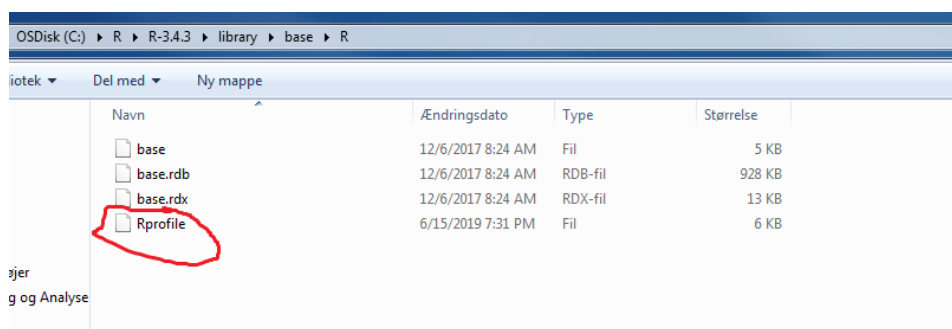 OSDisk (C:) ▸ R ▸ R-3.4.3 ▸ library ▸ base ▸ R
iotek ▾ Del med ▾ Ny mappe
Navn Ændringsdato Type Størrelse
base 12/6/2017 8:24 AM Fil 5 KB
base.rdb 12/6/2017 8:24 AM RDB-fil 928 KB
base.rdx 12/6/2017 8:24 AM RDX-fil 13 KB
Rprofile 6/15/2019 7:31 PM Fil 6 KB
øjer
g og Analyse